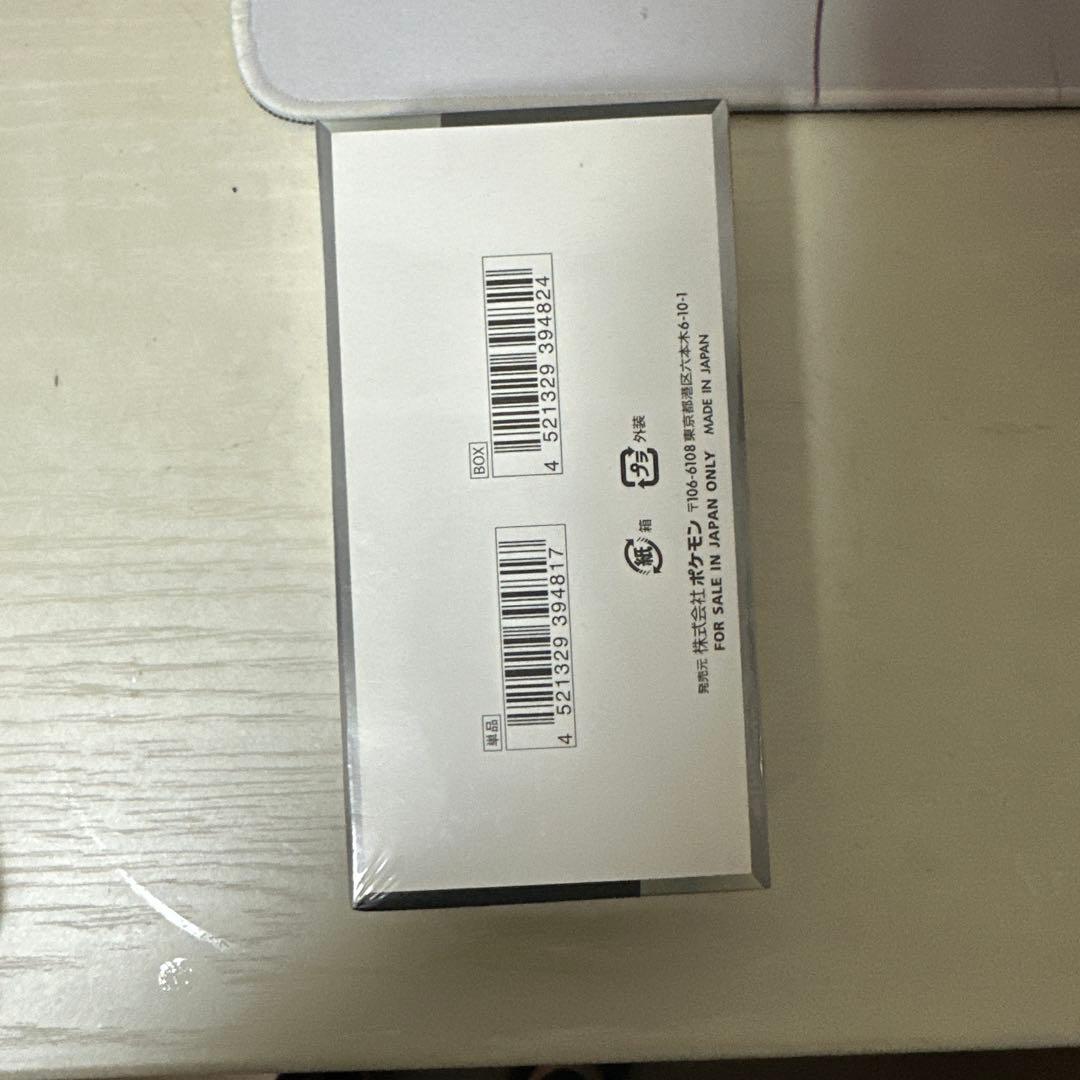 単品
4 521329 394817
BOX
4 521329 394824
紙 箱
プラ 外装
発売元 株式会社ポケモン 〒106-6108 東京都港区六本木6-10-1
FOR SALE IN JAPAN ONLY MADE IN JAPAN